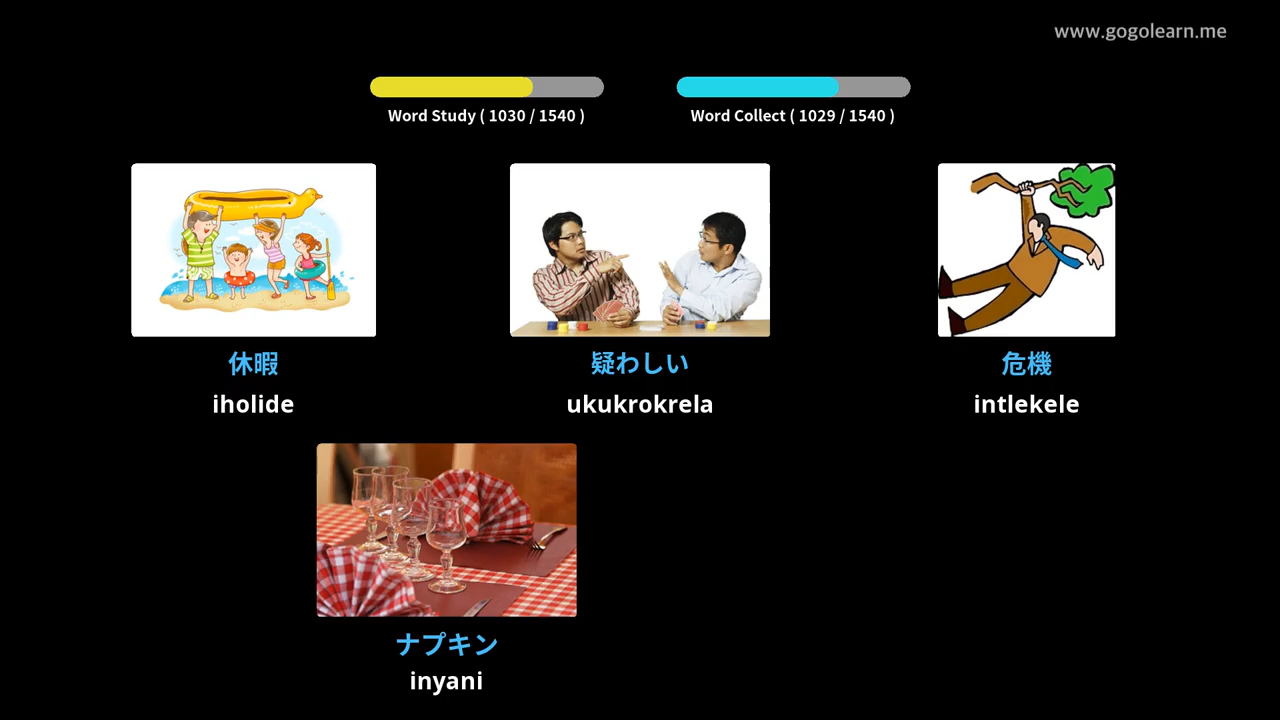 www.gogolearn.me
Word Study ( 1030 / 1540 )
Word Collect ( 1029 / 1540 )
休暇
iholide
疑わしい
ukukrokrela
危機
intlekele
ナプキン
inyani